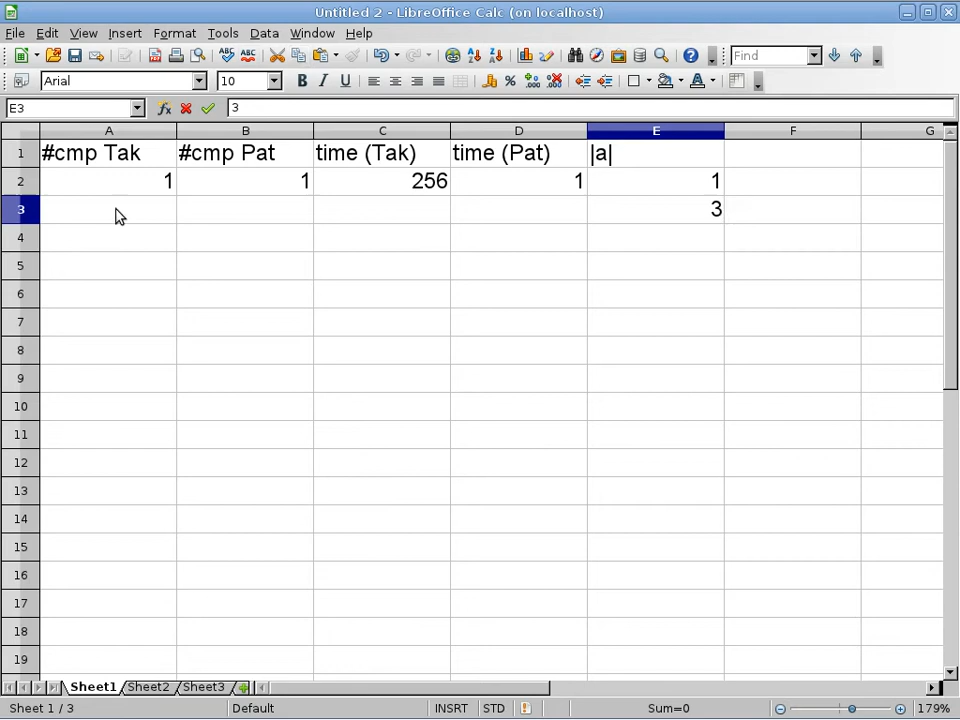 Untitled 2 - LibreOffice Calc (on localhost)
File Edit View Insert Format Tools Data Window Help
Find
Arial 10
E3 3
A B C D E F G
1 #cmp Tak #cmp Pat time (Tak) time (Pat) |a|
2 1 1 256 1 1
3 3
4
5
6
7
8
9
10
11
12
13
14
15
16
17
18
19
Sheet1 Sheet2 Sheet3
Sheet 1 / 3 Default INSRT STD Sum=0 179%